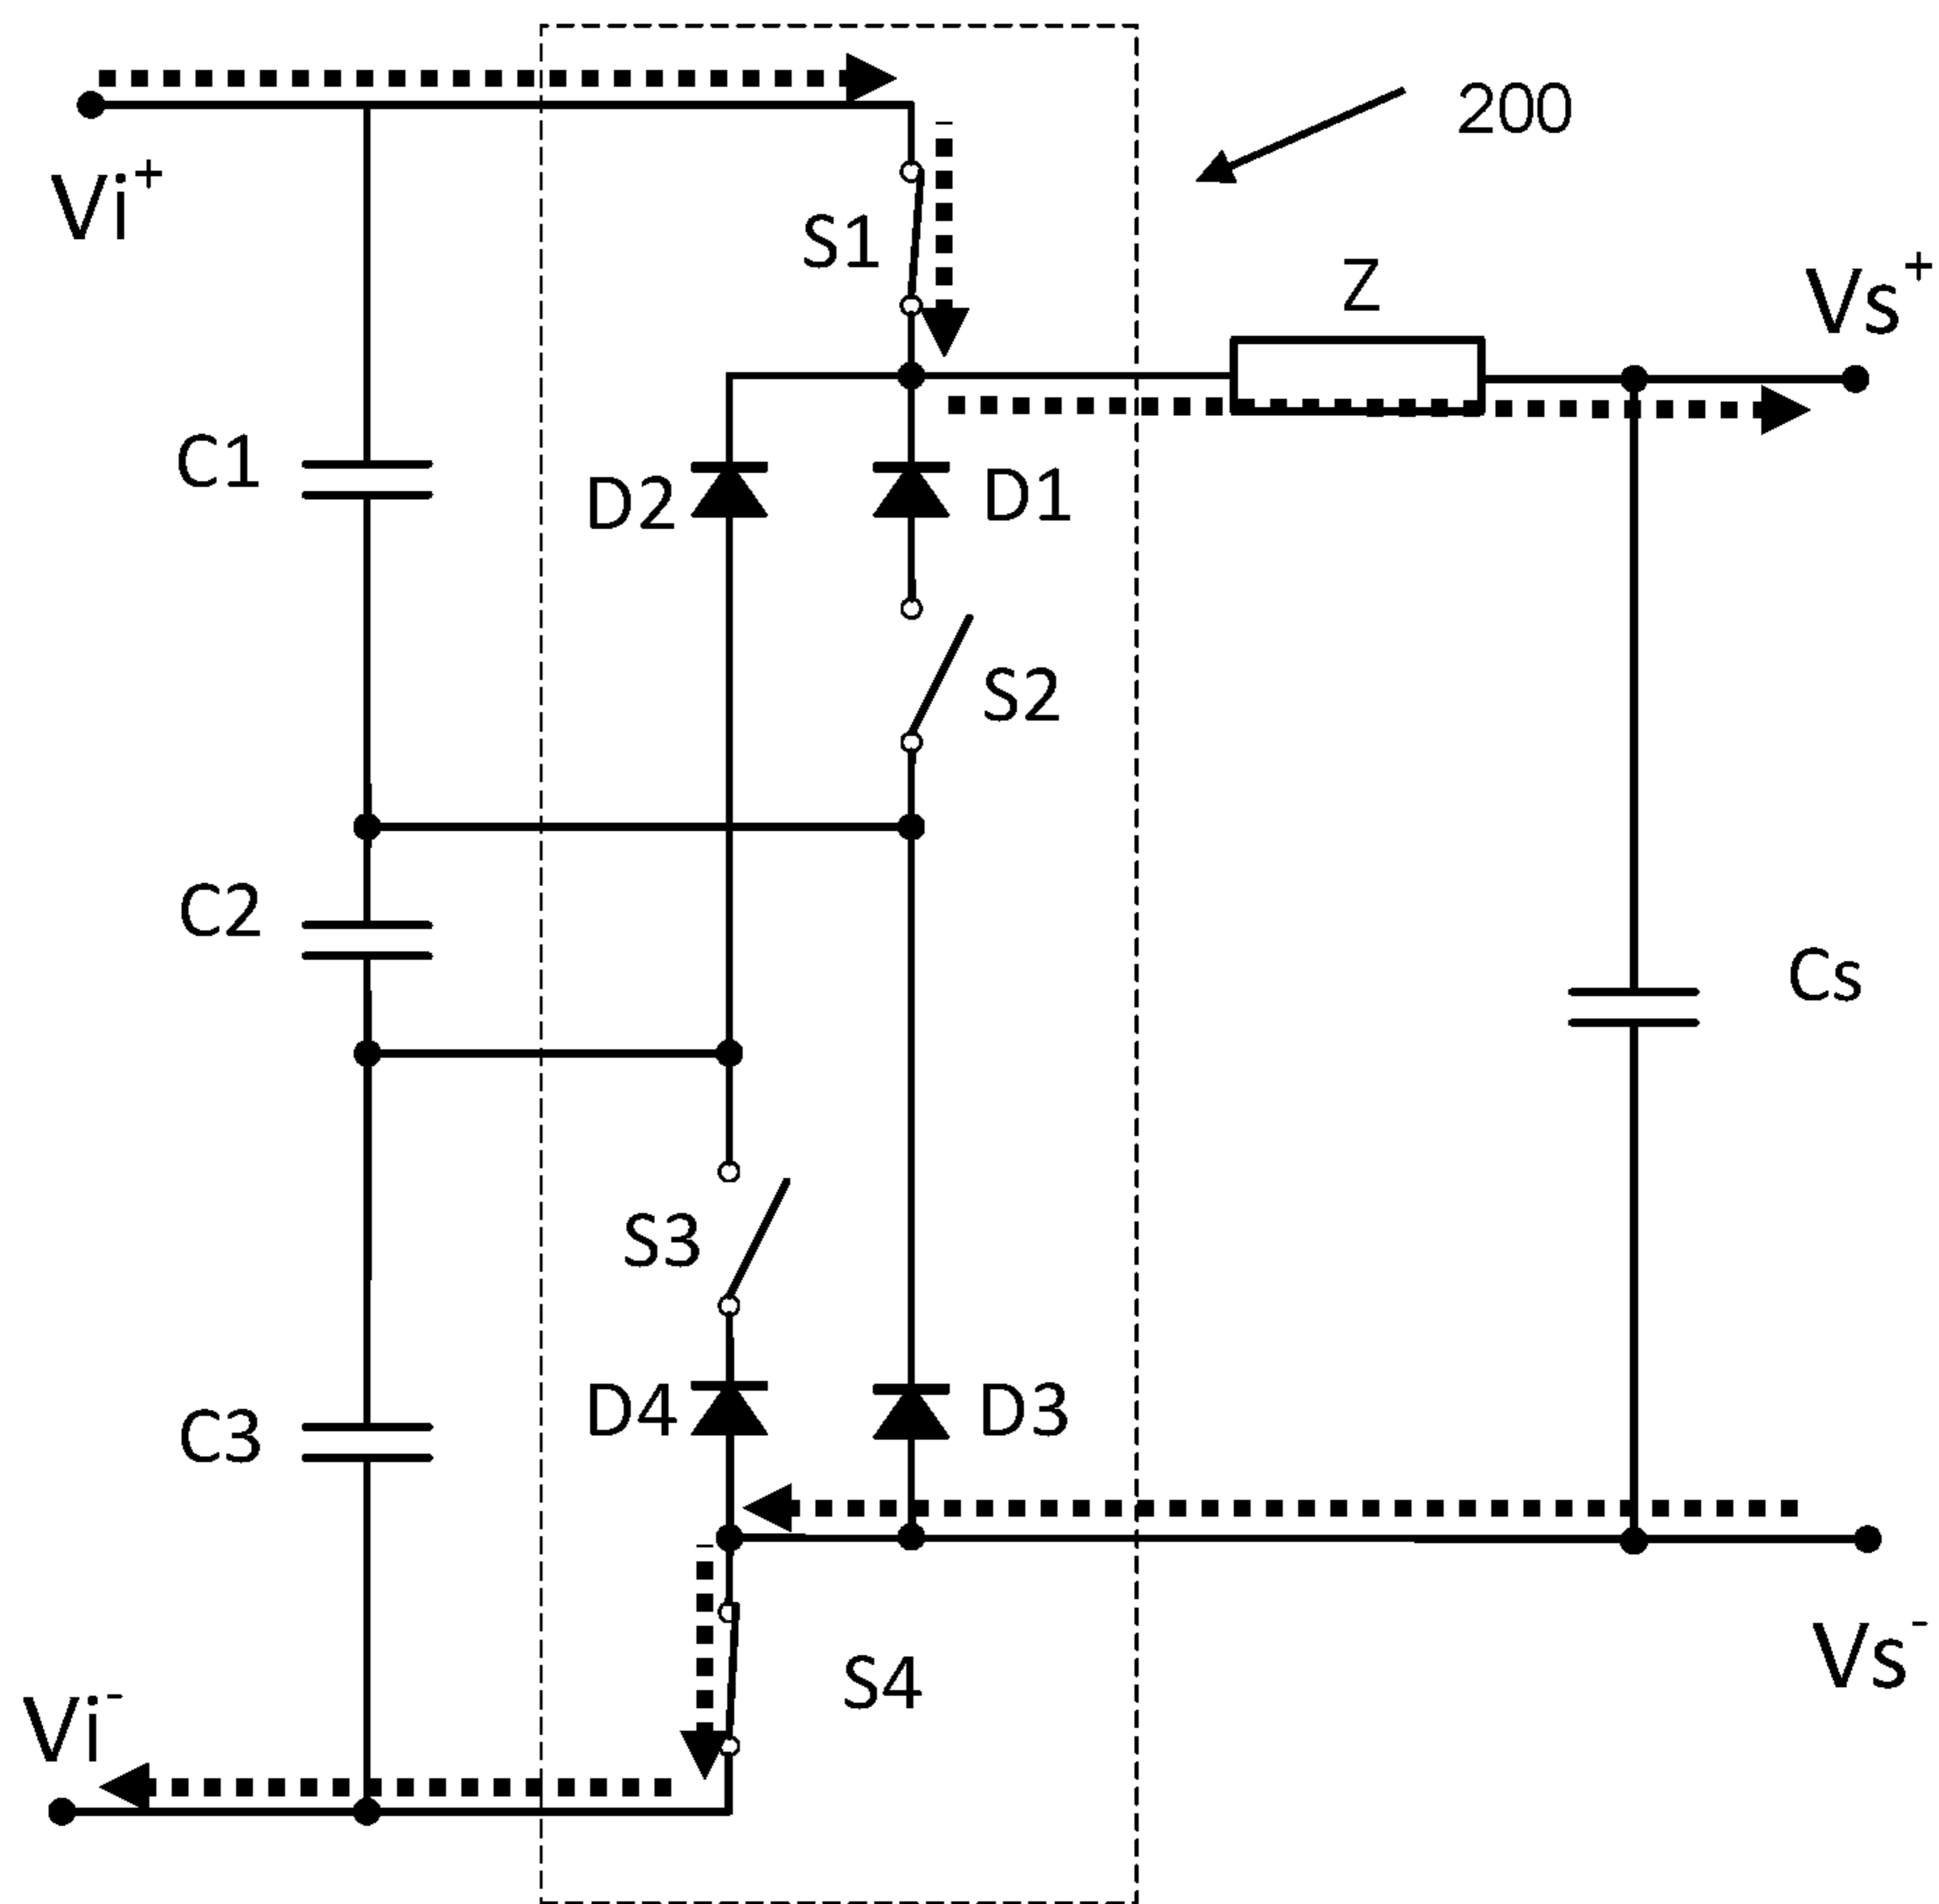 200
Vi⁺
S1
Z
Vs⁺
C1
D2
D1
S2
C2
Cs
S3
D4
D3
C3
S4
Vs⁻
Vi⁻